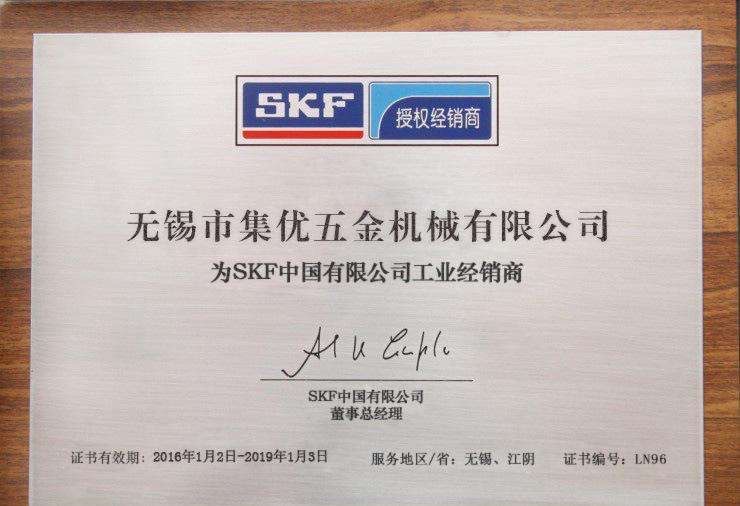 SKF 授权经销商
无锡市集优五金机械有限公司
为SKF中国有限公司工业经销商
SKF中国有限公司
董事总经理
证书有效期: 2016年1月2日-2019年1月3日 服务地区/省: 无锡、江阴 证书编号: LN96